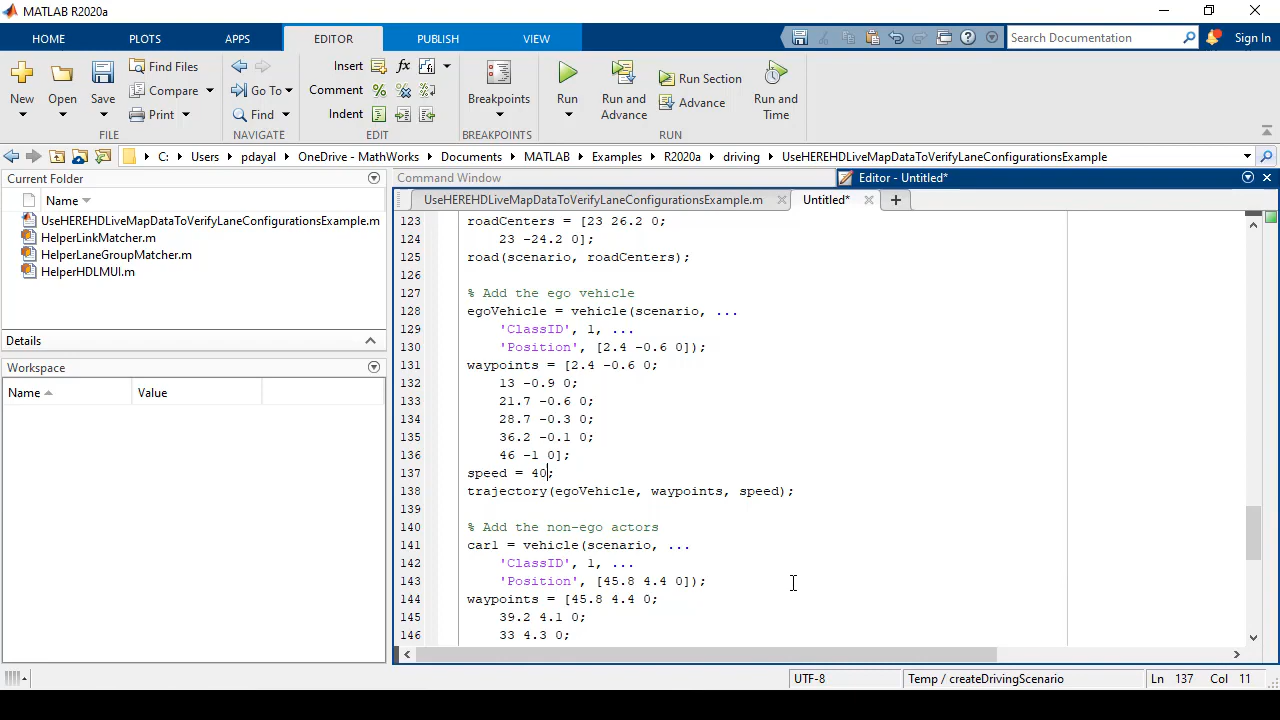 MATLAB R2020a
HOME PLOTS APPS EDITOR PUBLISH VIEW Search Documentation Sign In
New Open Save Find Files Compare Print Go To Find Insert fx Comment Indent Breakpoints Run Run and Advance Run Section Advance Run and Time
FILE NAVIGATE EDIT BREAKPOINTS RUN
C: Users pdayal OneDrive - MathWorks Documents MATLAB Examples R2020a driving UseHEREHDLiveMapDataToVerifyLaneConfigurationsExample
Current Folder
Name
UseHEREHDLiveMapDataToVerifyLaneConfigurationsExample.m
HelperLinkMatcher.m
HelperLaneGroupMatcher.m
HelperHDLMUI.m
Details
Workspace
Name Value
Command Window Editor - Untitled*
UseHEREHDLiveMapDataToVerifyLaneConfigurationsExample.m Untitled*
123 roadCenters = [23 26.2 0;
124 23 -24.2 0];
125 road(scenario, roadCenters);
126
127 % Add the ego vehicle
128 egoVehicle = vehicle(scenario, ...
129 'ClassID', 1, ...
130 'Position', [2.4 -0.6 0]);
131 waypoints = [2.4 -0.6 0;
132 13 -0.9 0;
133 21.7 -0.6 0;
134 28.7 -0.3 0;
135 36.2 -0.1 0;
136 46 -1 0];
137 speed = 40;
138 trajectory(egoVehicle, waypoints, speed);
139
140 % Add the non-ego actors
141 car1 = vehicle(scenario, ...
142 'ClassID', 1, ...
143 'Position', [45.8 4.4 0]);
144 waypoints = [45.8 4.4 0;
145 39.2 4.1 0;
146 33 4.3 0;
UTF-8 Temp / createDrivingScenario Ln 137 Col 11